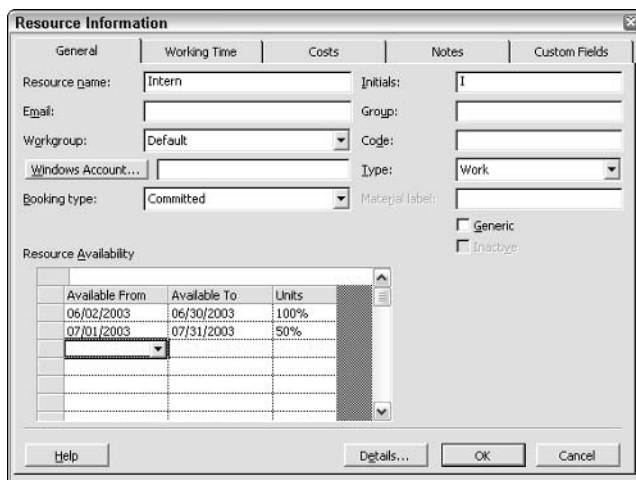 Resource Information
General Working Time Costs Notes Custom Fields
Resource name: Intern Initials: I
Email: Group:
Workgroup: Default Code:
Windows Account... Type: Work
Booking type: Committed Material label:
Generic
Inactive
Resource Availability
Available From Available To Units
06/02/2003 06/30/2003 100%
07/01/2003 07/31/2003 50%
Help Details... OK Cancel